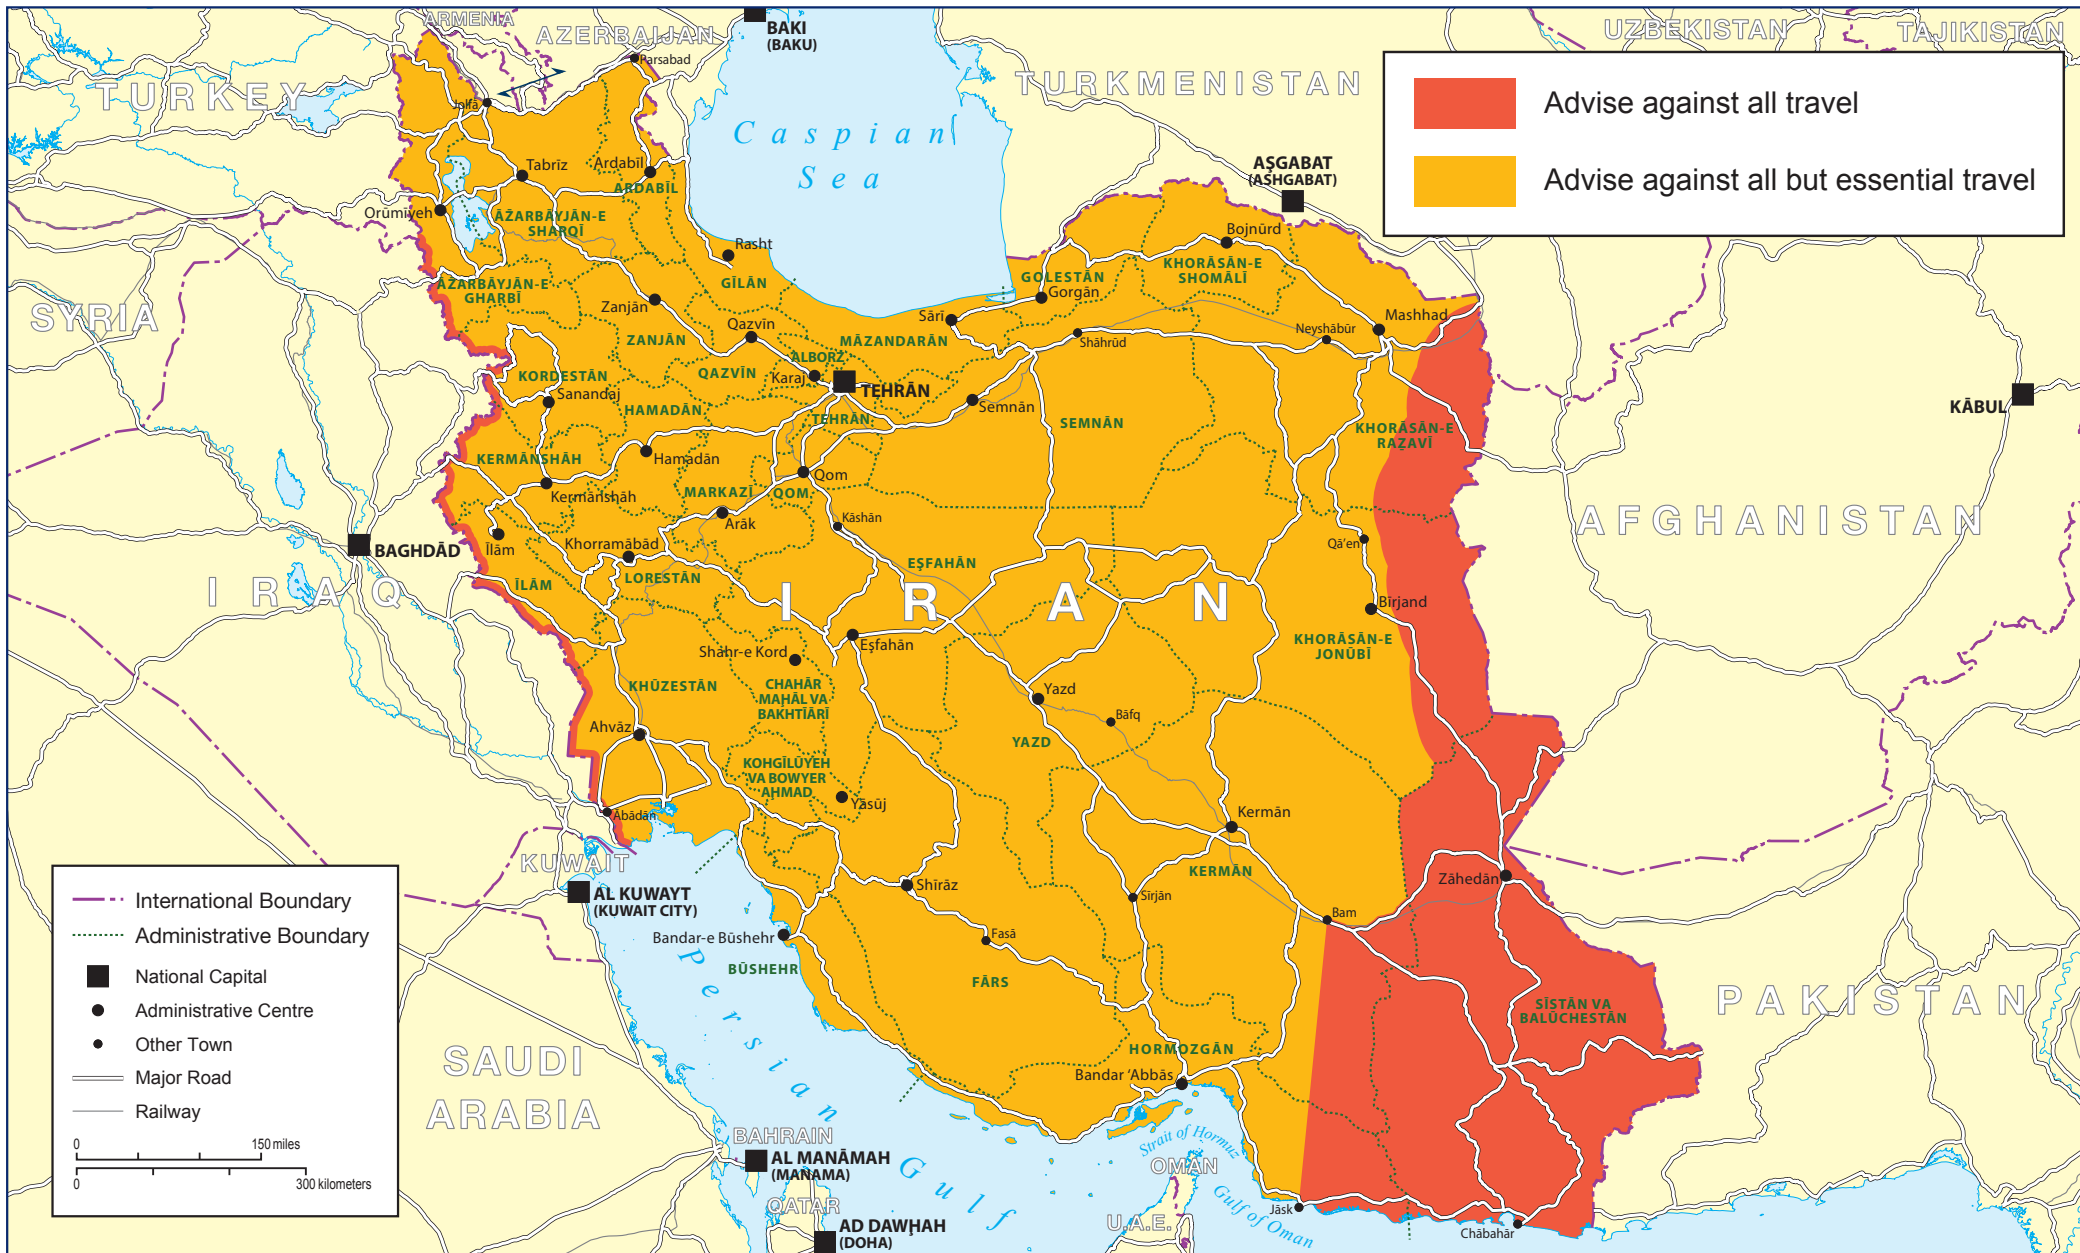 ARMENIA
AZERBAIJAN
BAKI
(BAKU)
UZBEKISTAN
TAJIKISTAN
Parsabad
TURKEY
TURKMENISTAN
Jolfā
Caspian
Sea
Advise against all travel
Advise against all but essential travel
AŞGABAT
(ASHGABAT)
Tabrīz
Ardabīl
ARDABĪL
Orūmīyeh
ĀŽARBĀYJĀN-E
SHARQĪ
Rasht
Bojnūrd
GĪLĀN
GOLESTĀN
Gorgān
KHORĀSĀN-E
SHOMĀLĪ
ĀŽARBĀYJĀN-E
GHARBĪ
Zanjān
SYRIA
Qazvīn
Sārī
Mashhad
Neyshābūr
Shāhrūd
ZANJĀN
MĀZANDARĀN
ALBORZ
QAZVĪN
Karaj
TEHRĀN
KORDESTĀN
Sanandaj
HAMADĀN
TEHRĀN
Semnān
SEMNĀN
KHORĀSĀN-E
RAẔAVĪ
KĀBUL
KERMĀNSHĀH
Hamadān
Qom
Kermānshāh
MARKAZĪ
QOM
Arāk
Kāshān
AFGHANISTAN
BAGHDĀD
IRAQ
Īlām
Khorramābād
Qā'en
ĪLĀM
LORESTĀN
EŞFAHĀN
IRAN
Bīrjand
Eşfahān
Shahr-e Kord
KHORĀSĀN-E
JONŪBĪ
KHŪZESTĀN
CHAHĀR
MAḨĀL VA
BAKHTĪĀRĪ
Yazd
Bāfq
Ahvāz
YAZD
KOHGĪLŪYEH
VA BOWYER
AḨMAD
Yāsūj
Ābādān
Kermān
KUWAIT
KERMĀN
Zāhedān
AL KUWAYT
(KUWAIT CITY)
Shīrāz
Sīrjān
Bam
Bandar-e Būshehr
Fasā
BŪSHEHR
FĀRS
SĪSTĀN VA
BALŪCHESTĀN
PAKISTAN
International Boundary
Administrative Boundary
National Capital
Administrative Centre
Other Town
Major Road
Railway
0 150 miles
0 300 kilometers
SAUDI
ARABIA
Persian Gulf
HORMOZGĀN
Bandar ‘Abbās
Strait of Hormuz
BAHRAIN
AL MANĀMAH
(MANAMA)
OMAN
QATAR
Gulf of Oman
Jāsk
U.A.E.
AD DAWḨAH
(DOHA)
Chābahār